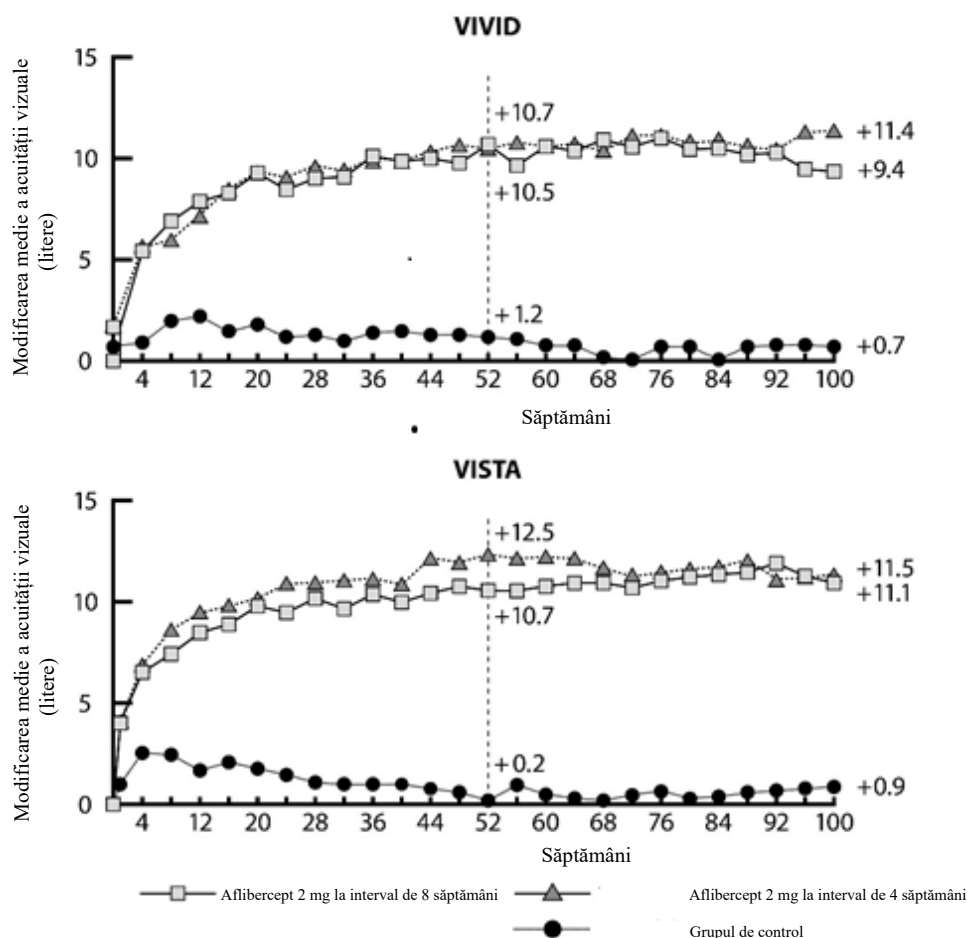 VIVID
Modificarea medie a acuității vizuale
(litere)
15
10
5
0
+10.7
+10.5
+1.2
+11.4
+9.4
+0.7
4 12 20 28 36 44 52 60 68 76 84 92 100
Săptămâni
VISTA
Modificarea medie a acuității vizuale
(litere)
15
10
5
0
+12.5
+10.7
+0.2
+11.5
+11.1
+0.9
4 12 20 28 36 44 52 60 68 76 84 92 100
Săptămâni
Aflibercept 2 mg la interval de 8 săptămâni Aflibercept 2 mg la interval de 4 săptămâni
Grupul de control